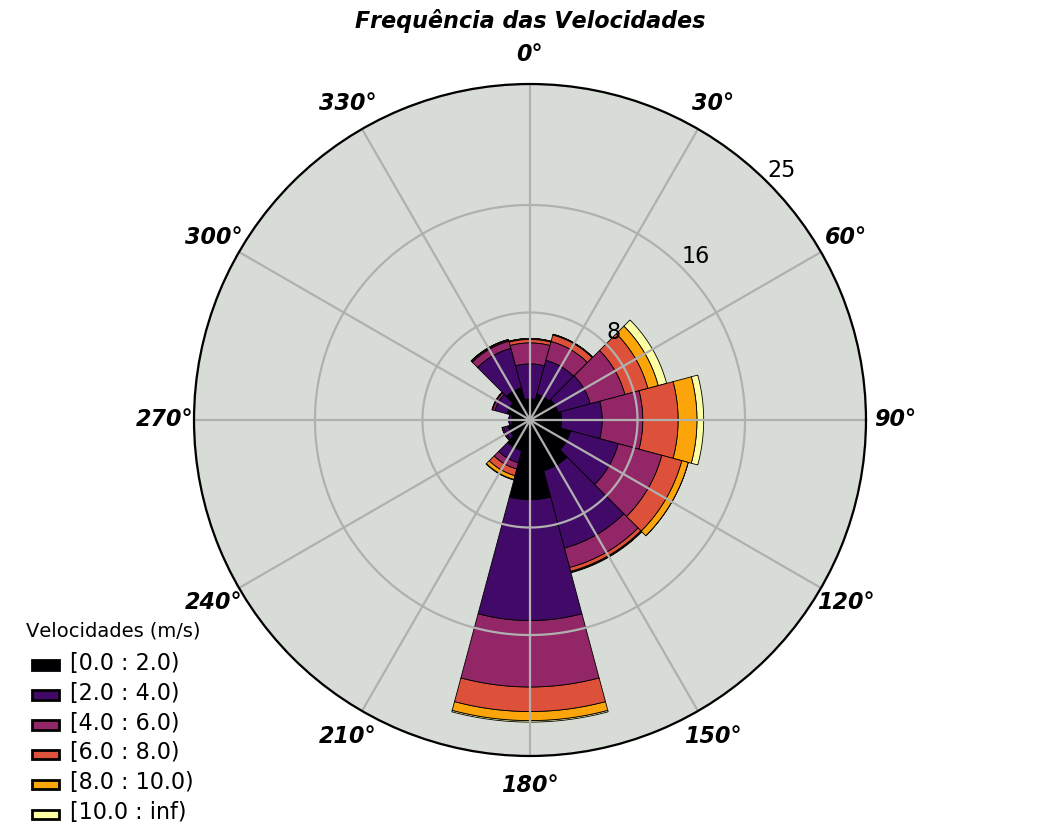 Frequência das Velocidades
0°
330°
30°
25
300°
60°
16
8
270°
90°
240°
120°
Velocidades (m/s)
[0.0 : 2.0)
[2.0 : 4.0)
[4.0 : 6.0)
[6.0 : 8.0)
[8.0 : 10.0)
[10.0 : inf)
210°
150°
180°